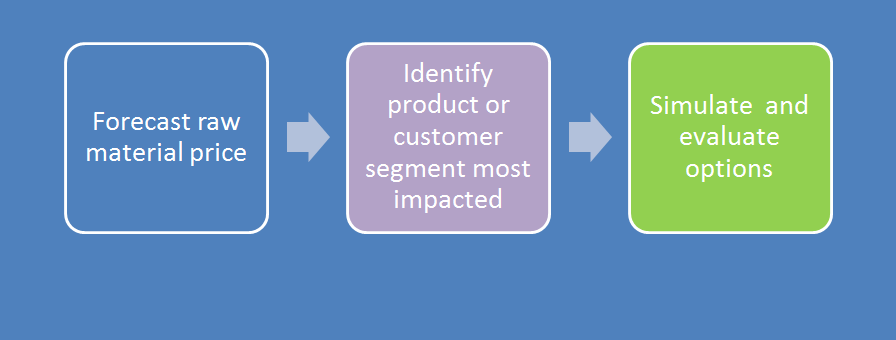 Forecast raw
material price
Identify
product or
customer
segment most
impacted
Simulate and
evaluate
options